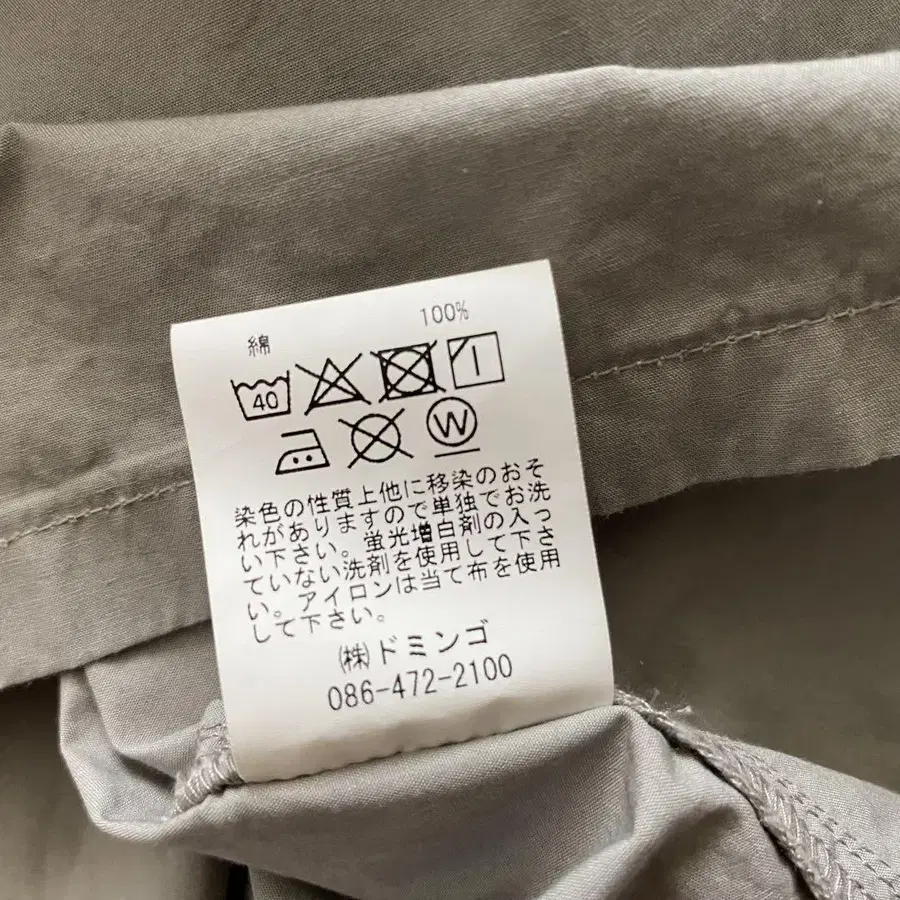 綿 100%
40
W
染色の性質上他に移染のおそ
れがありますので単独でお洗
い下さい。蛍光増白剤の入っ
ていない洗剤を使用して下さ
い。アイロンは当て布を使用
して下さい。
(株)ドミンゴ
086-472-2100